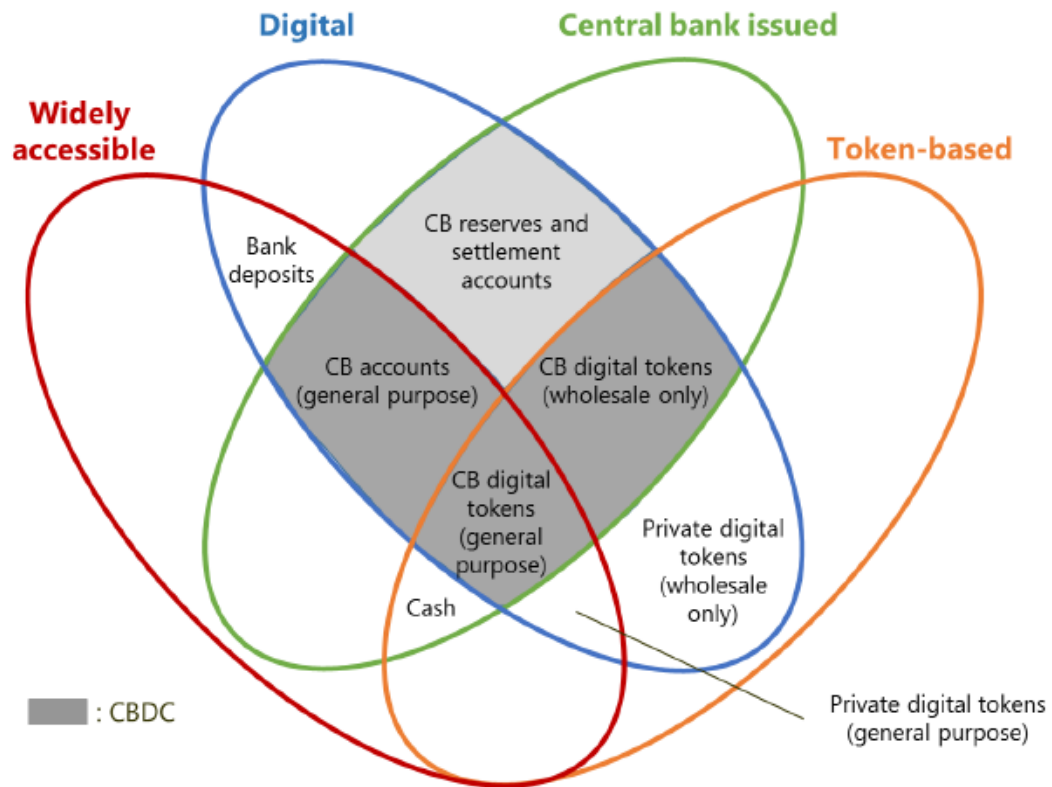 Digital
Central bank issued
Widely
accessible
Token-based
Bank
deposits
CB reserves and
settlement
accounts
CB accounts
(general purpose)
CB digital tokens
(wholesale only)
CB digital
tokens
(general
purpose)
Private digital
tokens
(wholesale
only)
Cash
: CBDC
Private digital tokens
(general purpose)